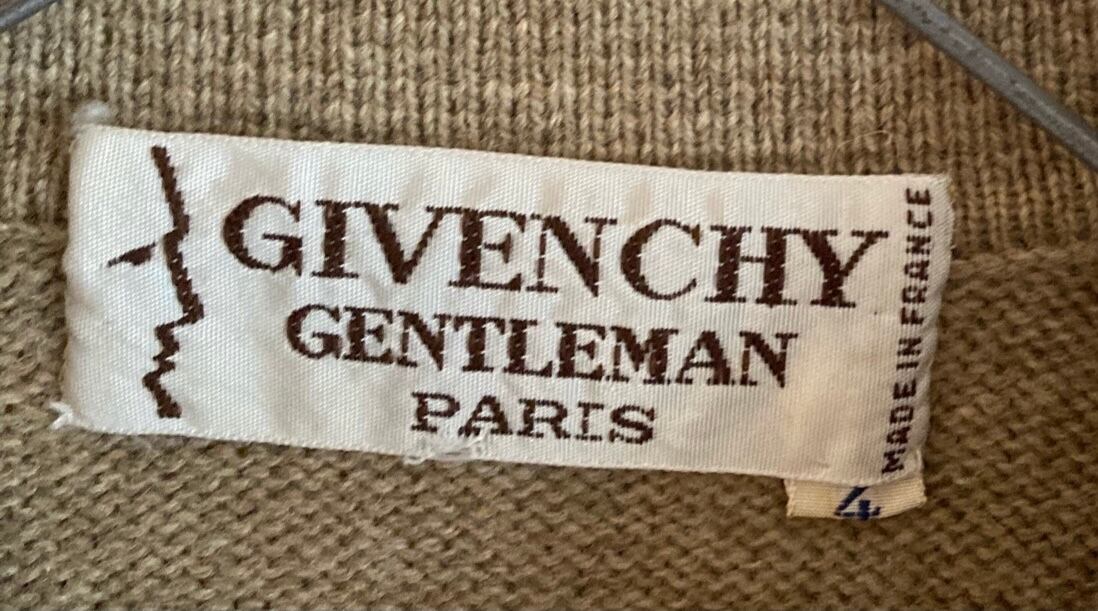 GIVENCHY
GENTLEMAN
PARIS
MADE IN FRANCE
4